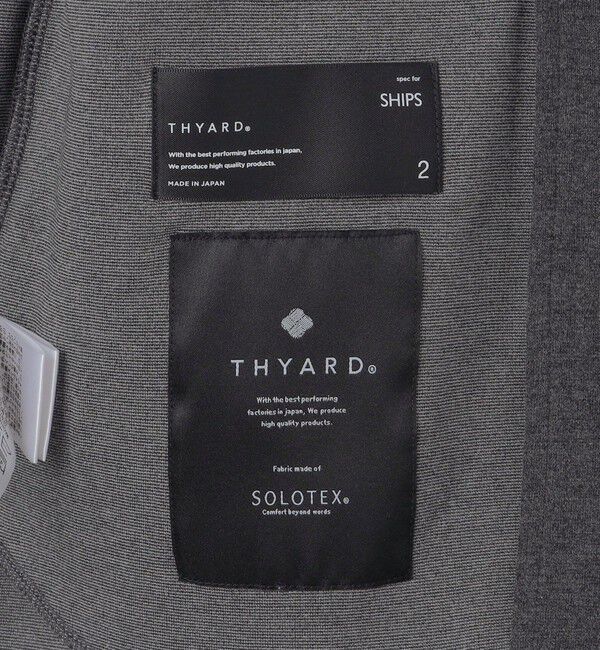 spec for
SHIPS
THYARD®
With the best performing factories in japan,
We produce high quality products.
MADE IN JAPAN
2
THYARD®
With the best performing
factories in japan, We produce
high quality products.
Fabric made of
SOLOTEX®
Comfort beyond words